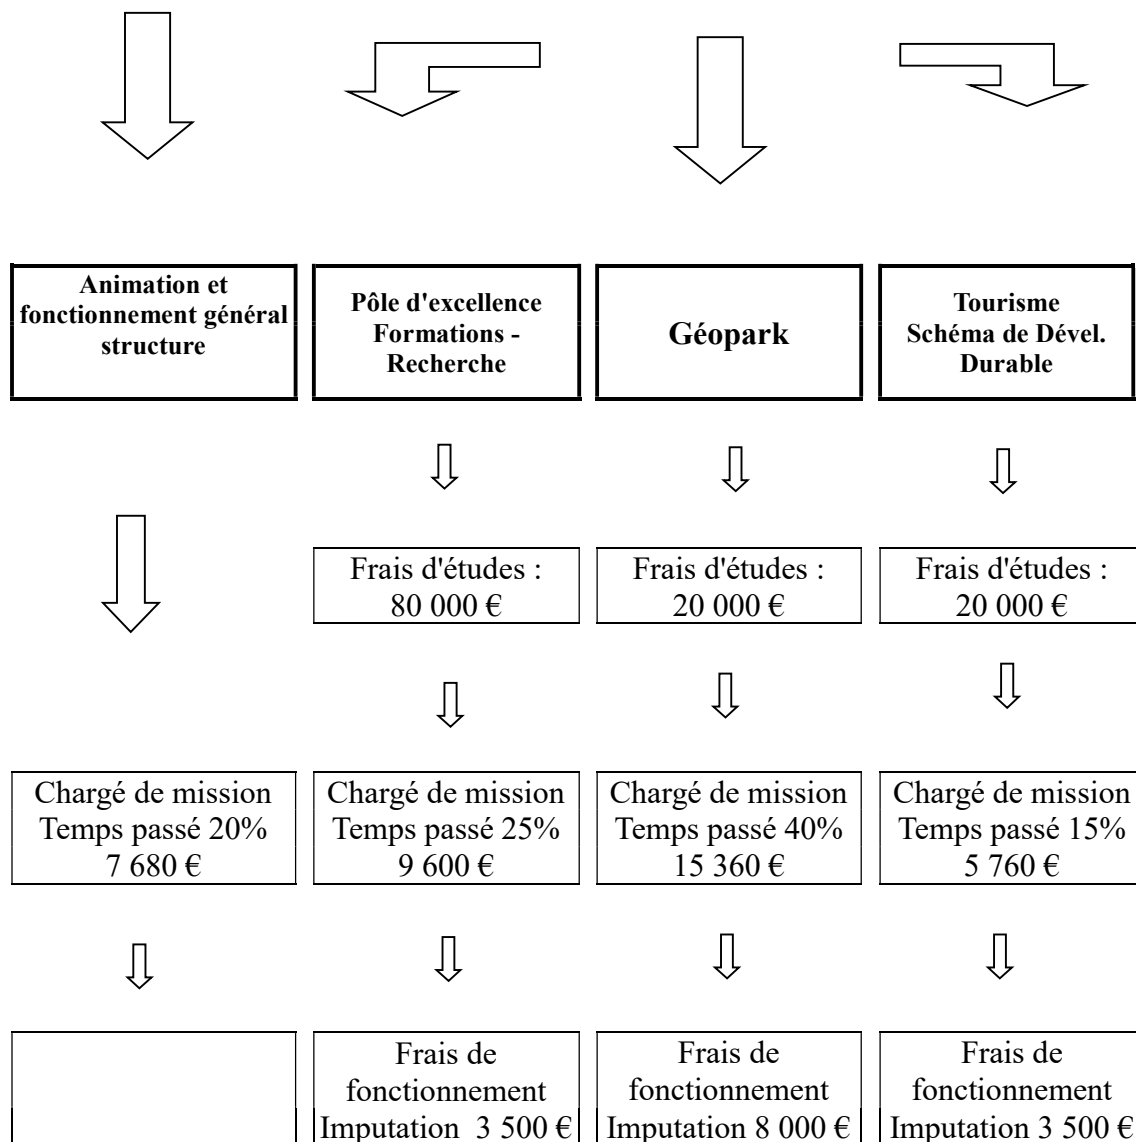 Animation et
fonctionnement général
structure
Pôle d'excellence
Formations -
Recherche
Géopark
Tourisme
Schéma de Dével.
Durable
Frais d'études :
80 000 €
Frais d'études :
20 000 €
Frais d'études :
20 000 €
Chargé de mission
Temps passé 20%
7 680 €
Chargé de mission
Temps passé 25%
9 600 €
Chargé de mission
Temps passé 40%
15 360 €
Chargé de mission
Temps passé 15%
5 760 €
Frais de
fonctionnement
Imputation 3 500 €
Frais de
fonctionnement
Imputation 8 000 €
Frais de
fonctionnement
Imputation 3 500 €